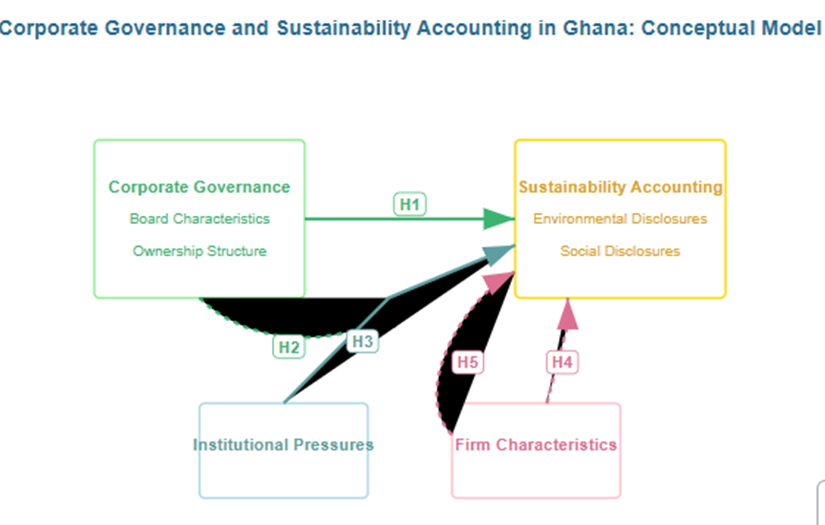 Corporate Governance and Sustainability Accounting in Ghana: Conceptual Model
Corporate Governance
Board Characteristics
Ownership Structure
H1
Sustainability Accounting
Environmental Disclosures
Social Disclosures
H2
H3
H5
H4
Institutional Pressures
Firm Characteristics